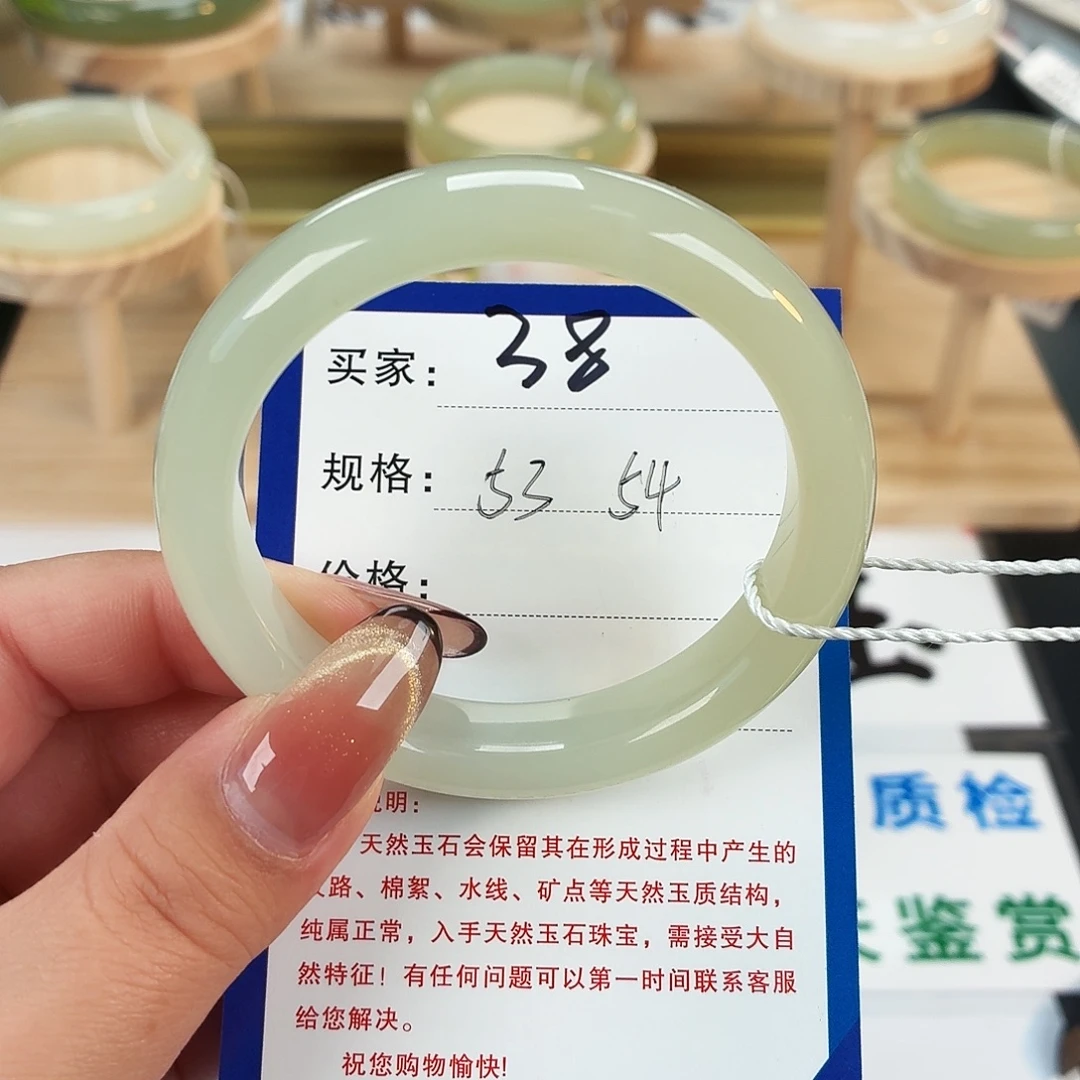 买家： 38
规格： 53 54
价格：
说明：
天然玉石会保留其在形成过程中产生的
路、棉絮、水线、矿点等天然玉质结构，
纯属正常，入手天然玉石珠宝，需接受大自
然特征！有任何问题可以第一时间联系客服
给您解决。
祝您购物愉快!
质检
鉴赏